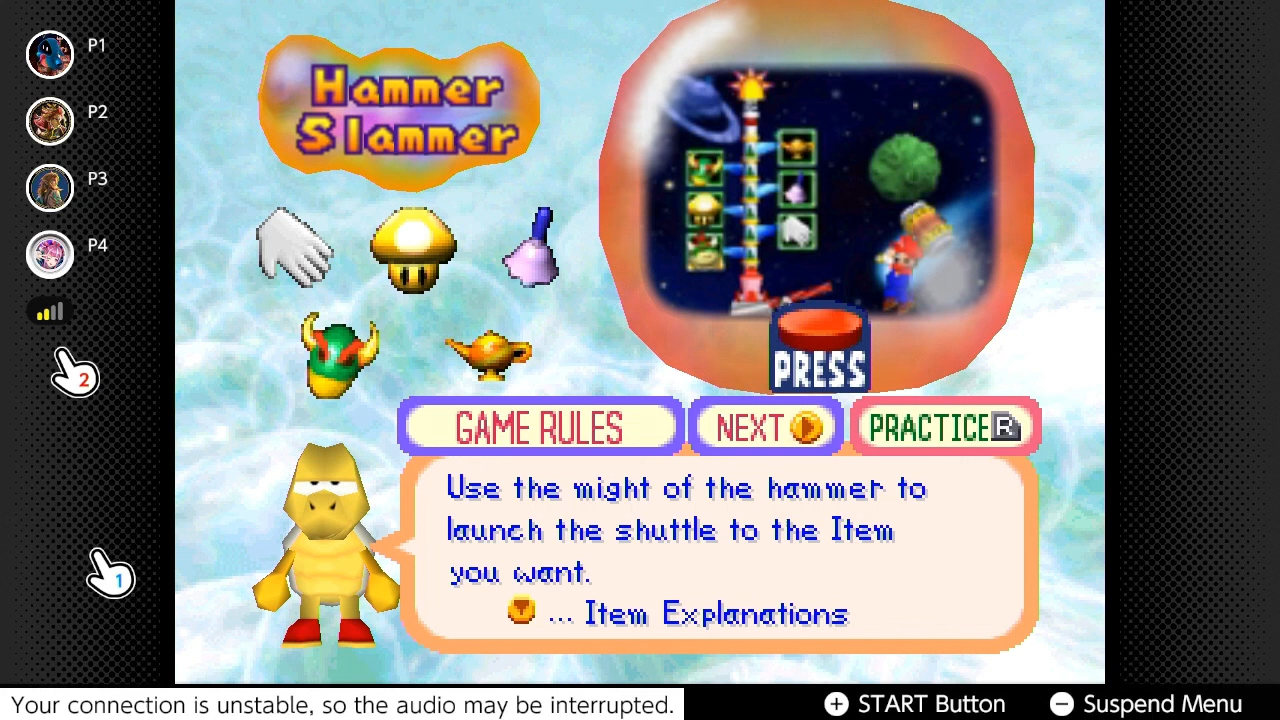 P1
P2
P3
P4
2
1
Hammer
Slammer
PRESS
GAME RULES
NEXT
PRACTICE R
Use the might of the hammer to
launch the shuttle to the Item
you want.
... Item Explanations
Your connection is unstable, so the audio may be interrupted.
START Button
Suspend Menu